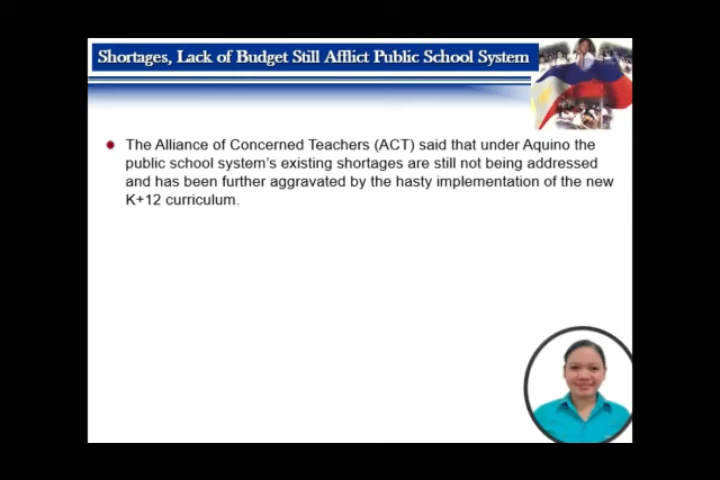 Shortages, Lack of Budget Still Afflict Public School System
The Alliance of Concerned Teachers (ACT) said that under Aquino the
public school system's existing shortages are still not being addressed
and has been further aggravated by the hasty implementation of the new
K+12 curriculum.